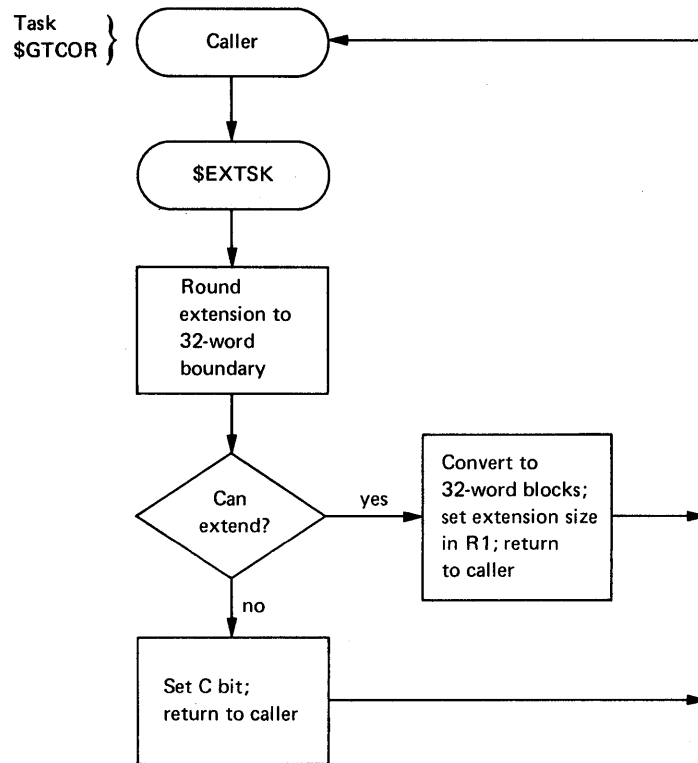 Task
$GTCOR
Caller
$EXTSK
Round
extension to
32-word
boundary
Can
extend?
yes
Convert to
32-word blocks;
set extension size
in R1; return
to caller
no
Set C bit;
return to caller